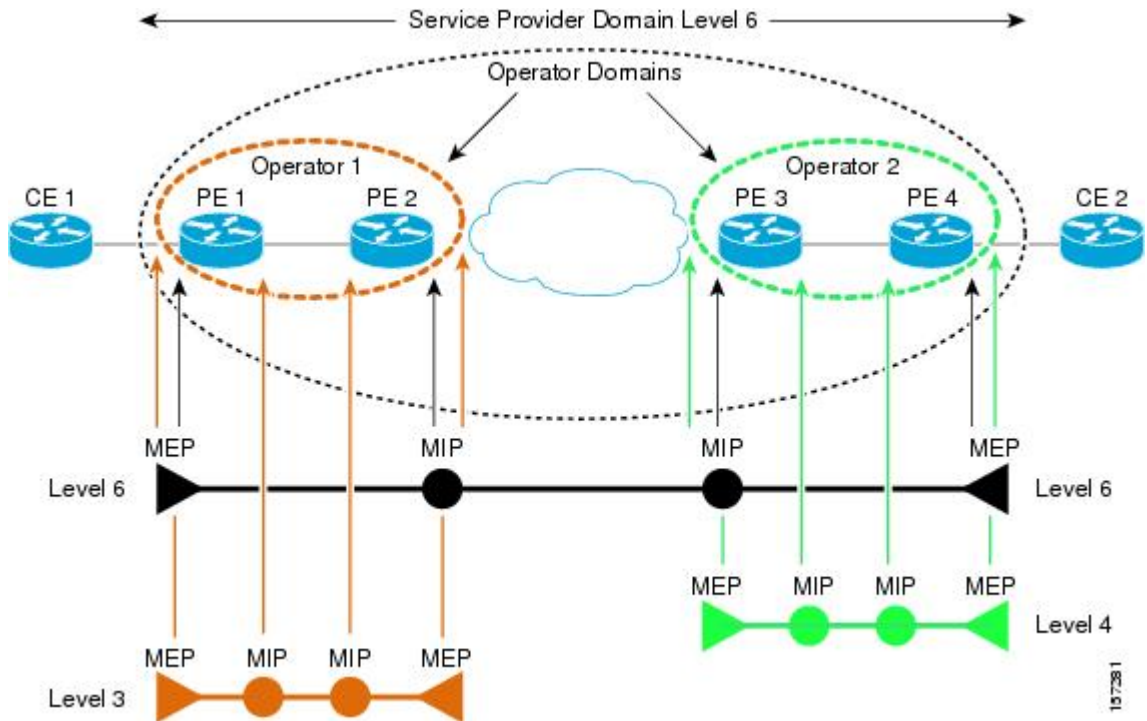 Service Provider Domain Level 6
Operator Domains
Operator 1
Operator 2
CE 1
PE 1
PE 2
PE 3
PE 4
CE 2
MEP
MIP
MIP
MEP
Level 6
Level 6
MEP
MIP
MIP
MEP
Level 4
MEP
MIP
MIP
MEP
Level 3
157281